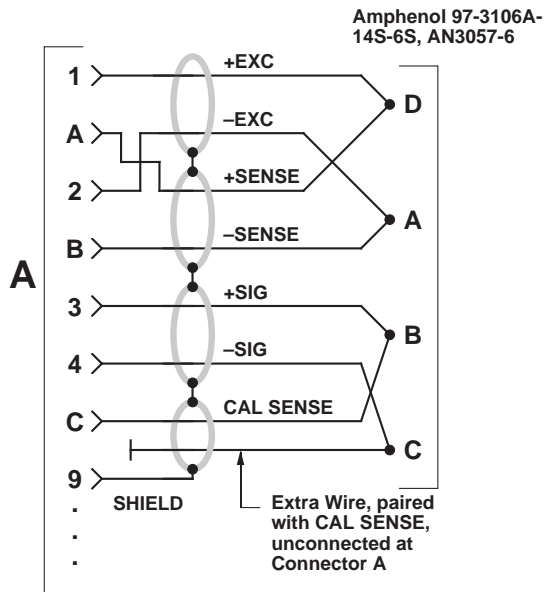 Amphenol 97-3106A-
14S-6S, AN3057-6
1 +EXC
D
A –EXC
2 +SENSE
A
B –SENSE
A
3 +SIG
B
4 –SIG
C CAL SENSE
C
9
SHIELD
Extra Wire, paired
with CAL SENSE,
unconnected at
Connector A